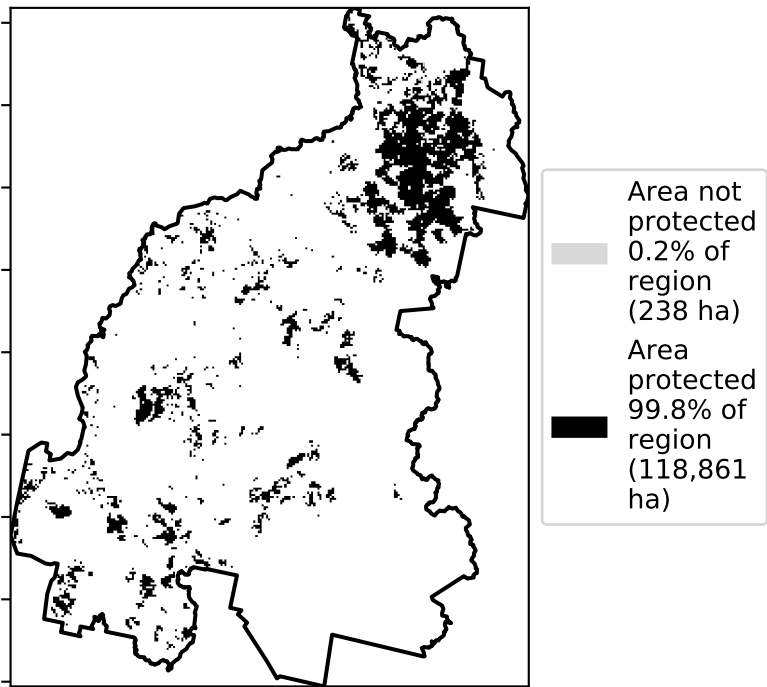 Area not
protected
0.2% of
region
(238 ha)
Area
protected
99.8% of
region
(118,861
ha)